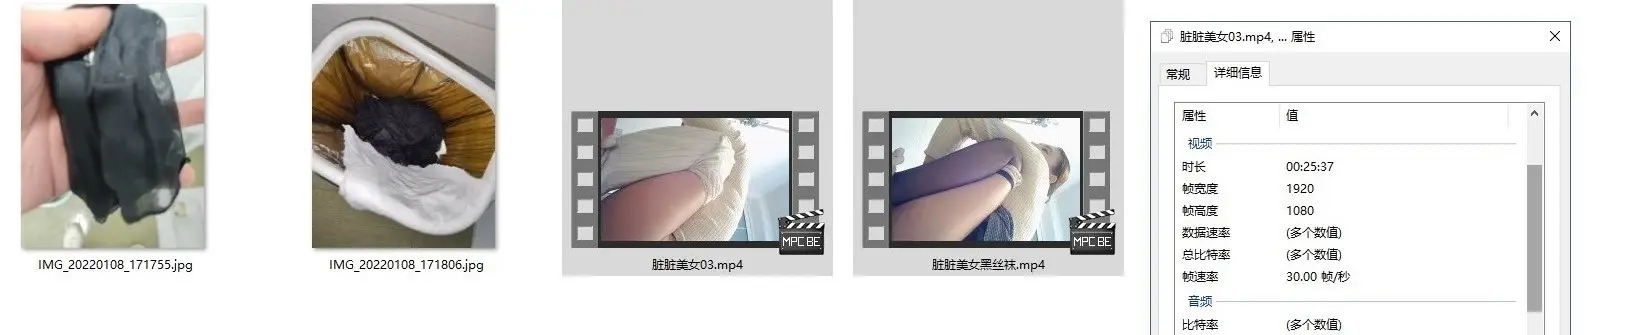 IMG_20220108_171755.jpg
IMG_20220108_171806.jpg
MPC BE
脏脏美女03.mp4
MPC BE
脏脏美女黑丝袜.mp4
脏脏美女03.mp4, ... 属性
常规
详细信息
属性 值
视频
时长 00:25:37
帧宽度 1920
帧高度 1080
数据速率 (多个数值)
总比特率 (多个数值)
帧速率 30.00 帧/秒
音频
比特率 (多个数值)